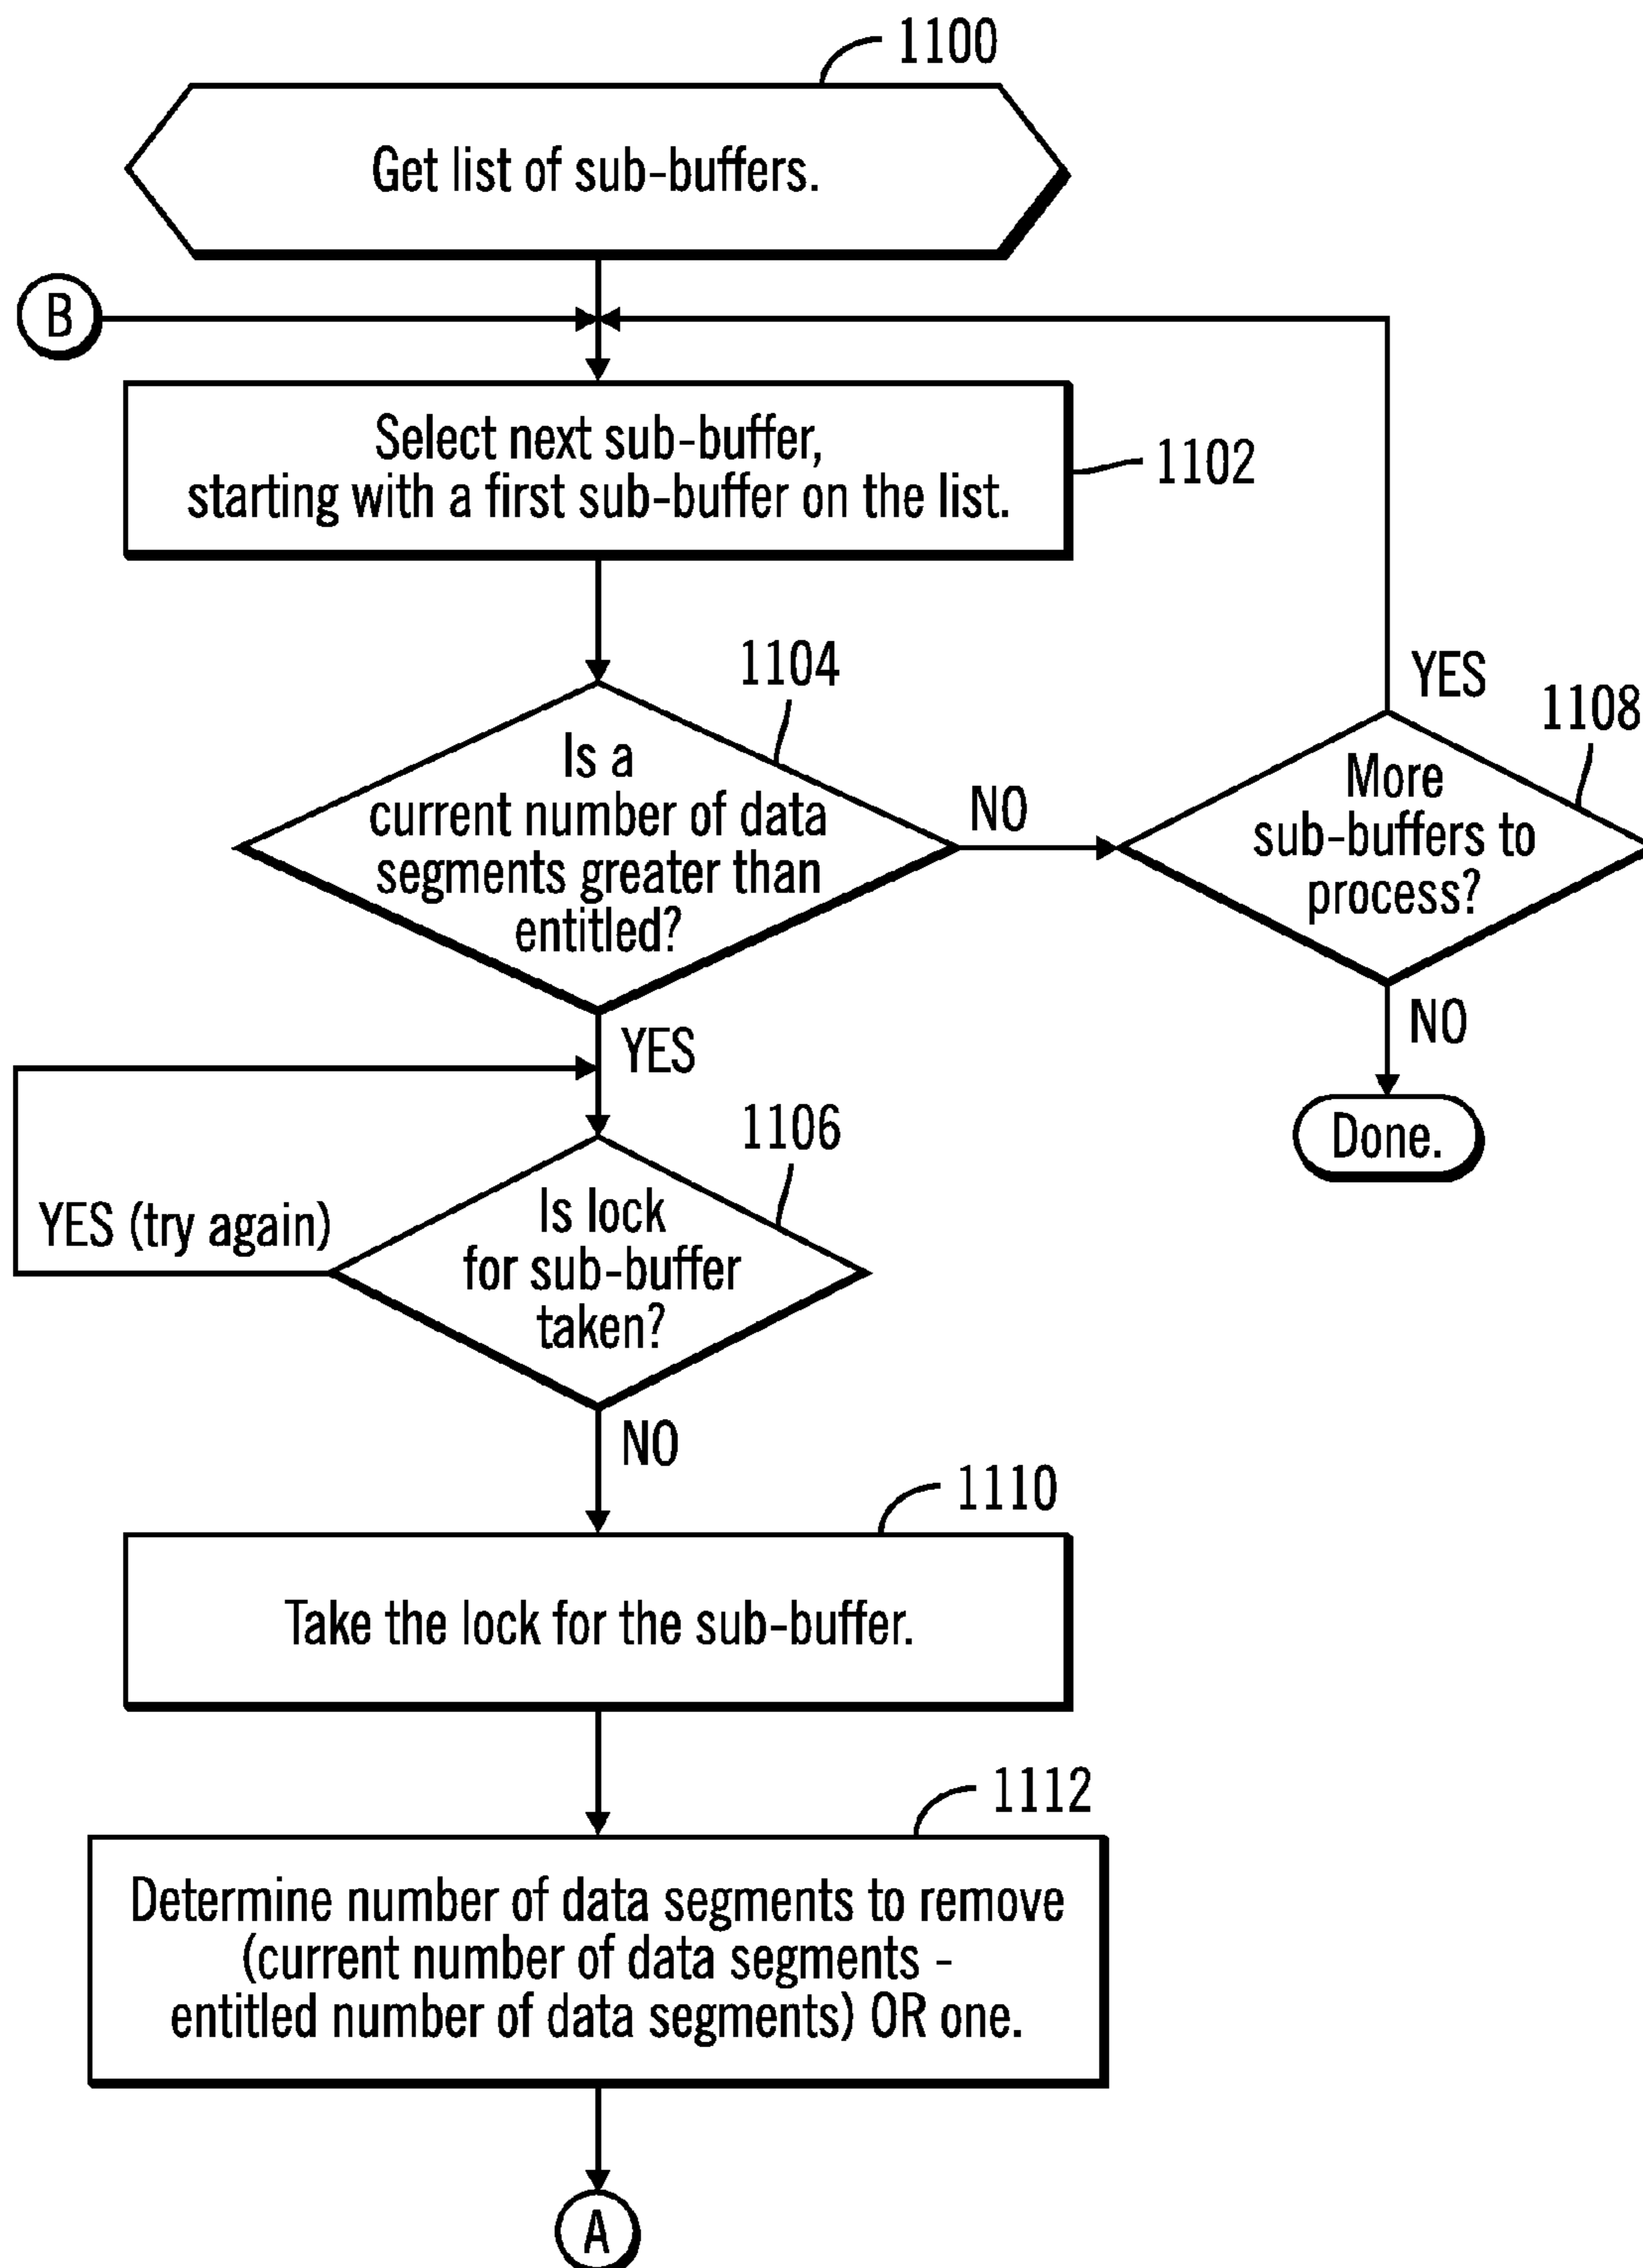 1100
Get list of sub-buffers.
B
Select next sub-buffer,
starting with a first sub-buffer on the list.
1102
1104
Is a
current number of data
segments greater than
entitled?
NO
YES
1108
More
sub-buffers to
process?
YES
NO
Done.
1106
Is lock
for sub-buffer
taken?
YES (try again)
NO
1110
Take the lock for the sub-buffer.
1112
Determine number of data segments to remove
(current number of data segments -
entitled number of data segments) OR one.
A